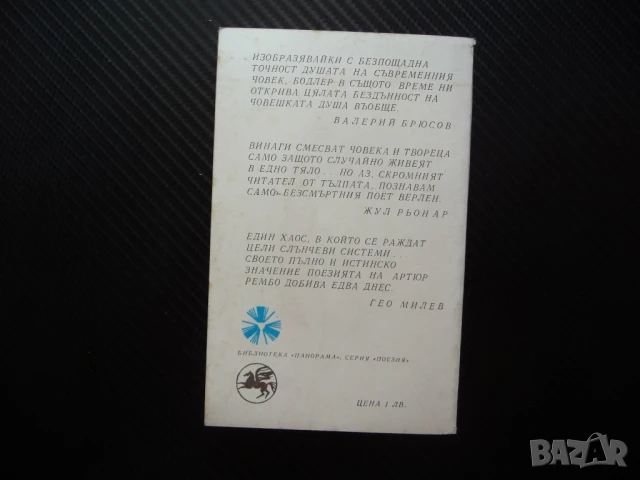 ИЗОБРАЗЯВАЙКИ С БЕЗПОЩАДНА
ТОЧНОСТ ДУШАТА НА СЪВРЕМЕННИЯ
ЧОВЕК, БОДЛЕР В СЪЩОТО ВРЕМЕ НИ
ОТКРИВА ЦЯЛАТА БЕЗДЪННОСТ НА
ЧОВЕШКАТА ДУША ВЪОБЩЕ.
ВАЛЕРИЙ БРЮСОВ
ВИНАГИ СМЕСВАТ ЧОВЕКА И ТВОРЕЦА
САМО ЗАЩОТО СЛУЧАЙНО ЖИВЕЯТ
В ЕДНО ТЯЛО... НО АЗ, СКРОМНИЯТ
ЧИТАТЕЛ ОТ ТЪЛПАТА, ПОЗНАВАМ
САМО БЕЗСМЪРТНИЯ ПОЕТ ВЕРЛЕН.
ЖУЛ РЬОНАР
ЕДИН ХАОС, В КОЙТО СЕ РАЖДАТ
ЦЕЛИ СЛЪНЧЕВИ СИСТЕМИ...
СВОЕТО ПЪЛНО И ИСТИНСКО
ЗНАЧЕНИЕ ПОЕЗИЯТА НА АРТЮР
РЕМБО ДОБИВА ЕДВА ДНЕС.
ГЕО МИЛЕВ
БИБЛИОТЕКА «ПАНОРАМА», СЕРИЯ «ПОЕЗИЯ»
ЦЕНА 1 ЛВ.
BAZAR